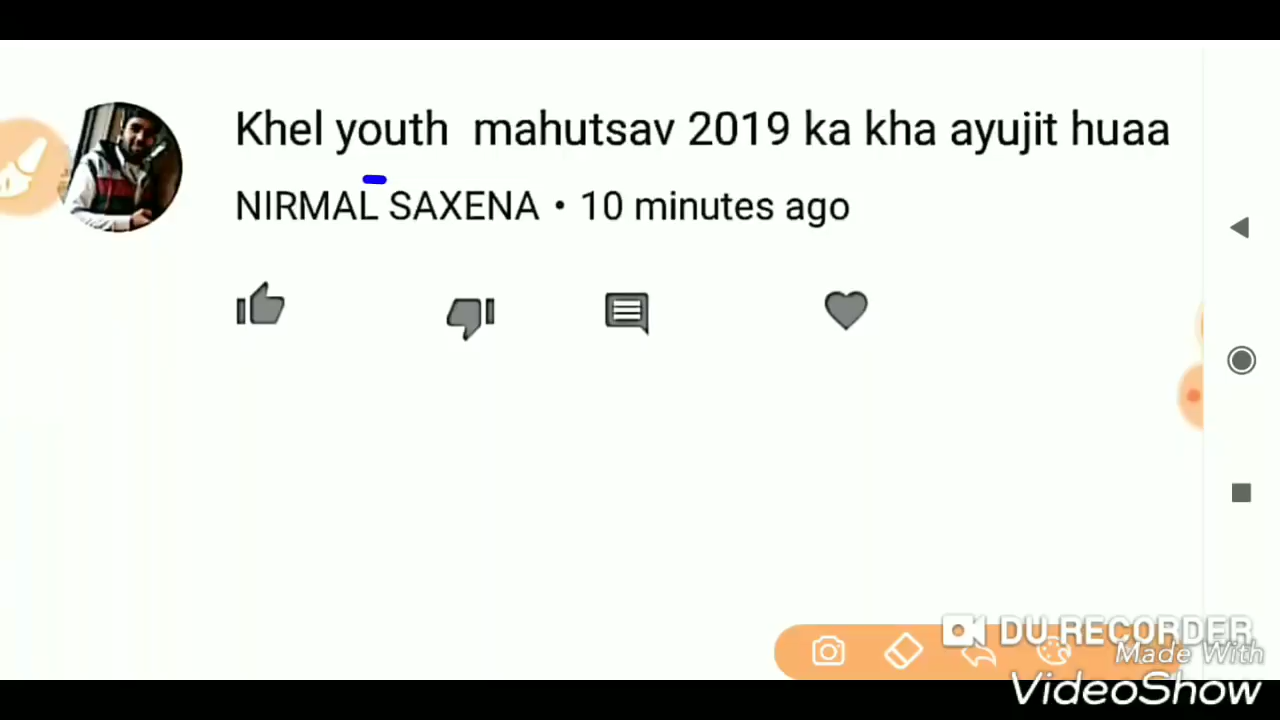 Khel youth mahutsav 2019 ka kha ayujit huaa
NIRMAL SAXENA • 10 minutes ago
DU RECORDER
Made With
VideoShow